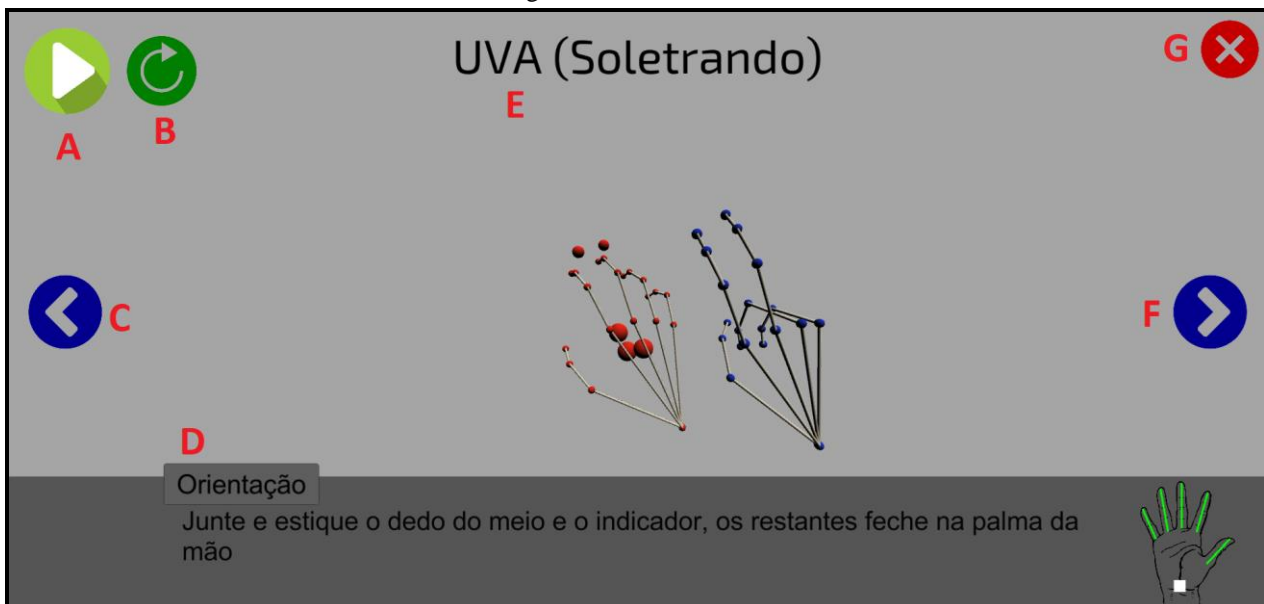 UVA (Soletrando)
G
E
A
B
C
F
D
Orientação
Junte e estique o dedo do meio e o indicador, os restantes feche na palma da
mão